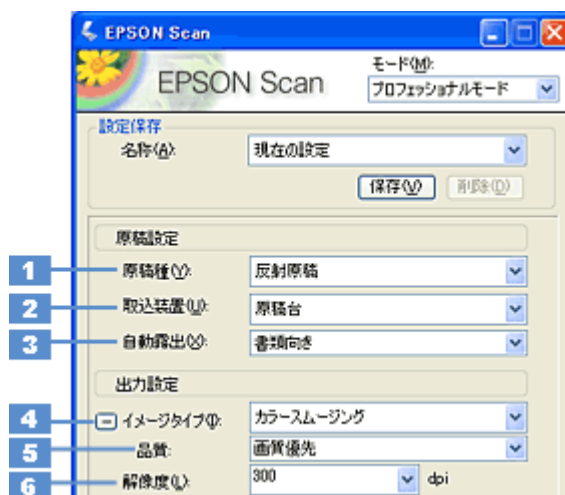 EPSON Scan
EPSON Scan
モード(M):
プロフェッショナルモード
設定保存
名称(A):
現在の設定
保存(V)
削除(D)
原稿設定
1
原稿種(Y):
反射原稿
2
取込装置(U):
原稿台
3
自動露出(X):
書類向き
出力設定
4
イメージタイプ(I):
カラースムージング
5
品質:
画質優先
6
解像度(L):
300
dpi